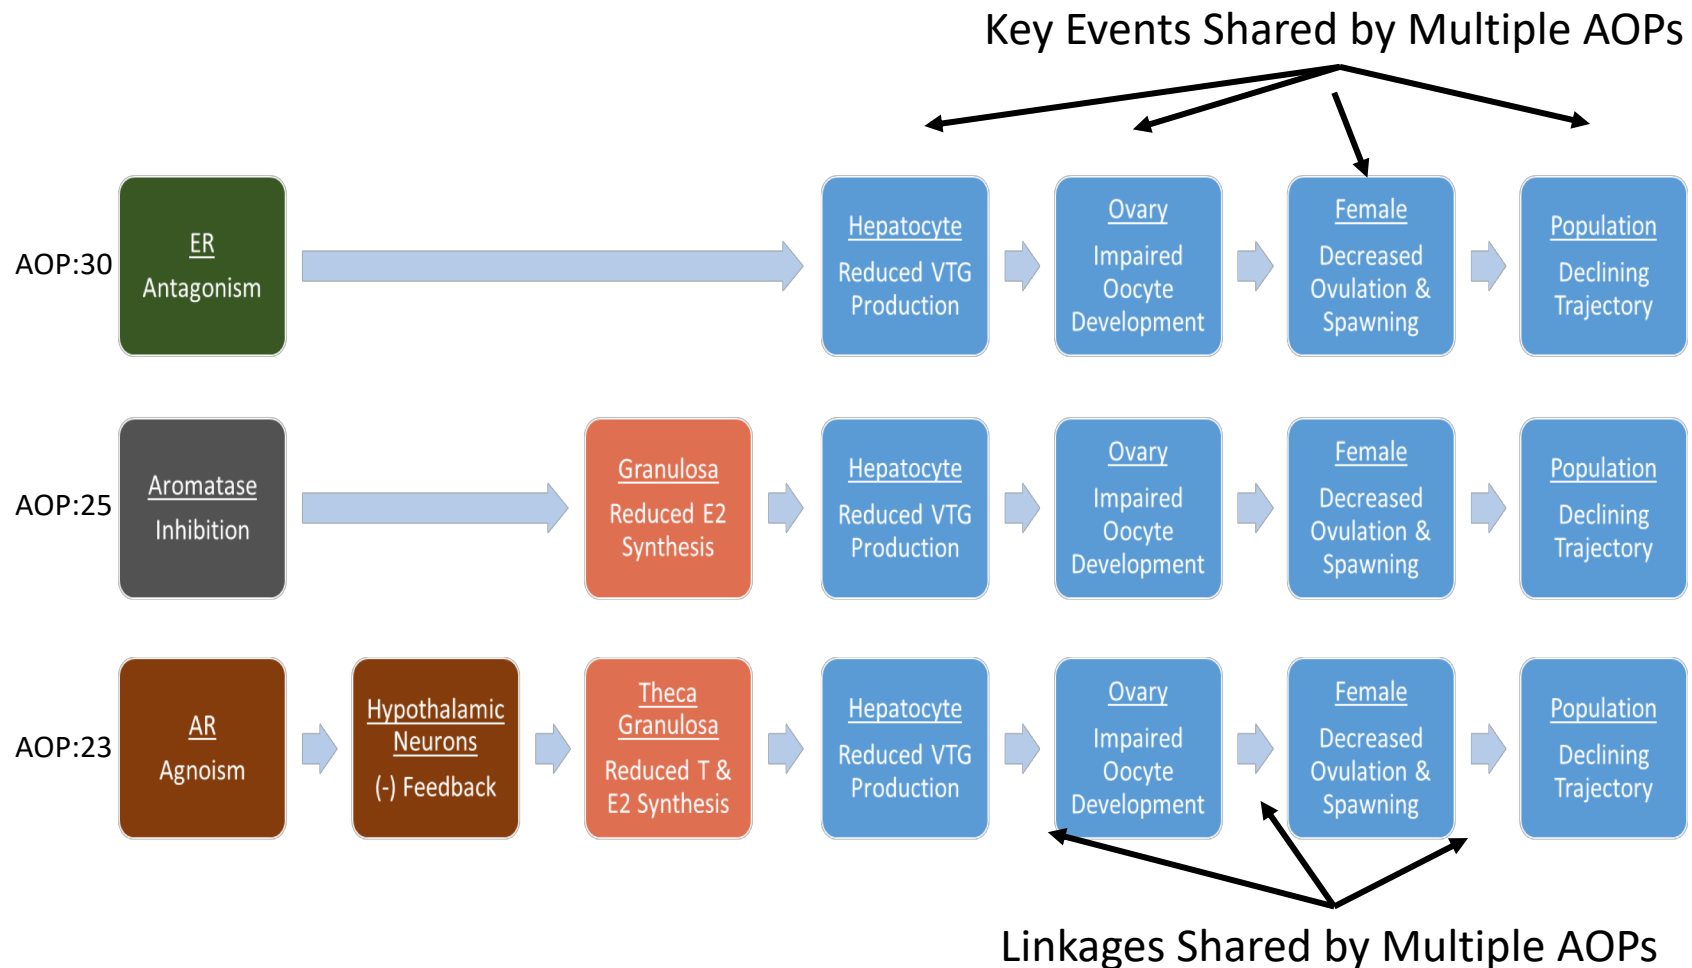 Key Events Shared by Multiple AOPs
AOP:30
ER
Antagonism
Hepatocyte
Reduced VTG
Production
Ovary
Impaired
Oocyte
Development
Female
Decreased
Ovulation &
Spawning
Population
Declining
Trajectory
AOP:25
Aromatase
Inhibition
Granulosa
Reduced E2
Synthesis
Hepatocyte
Reduced VTG
Production
Ovary
Impaired
Oocyte
Development
Female
Decreased
Ovulation &
Spawning
Population
Declining
Trajectory
AOP:23
AR
Agnoism
Hypothalamic
Neurons
(-) Feedback
Theca
Granulosa
Reduced T &
E2 Synthesis
Hepatocyte
Reduced VTG
Production
Ovary
Impaired
Oocyte
Development
Female
Decreased
Ovulation &
Spawning
Population
Declining
Trajectory
Linkages Shared by Multiple AOPs